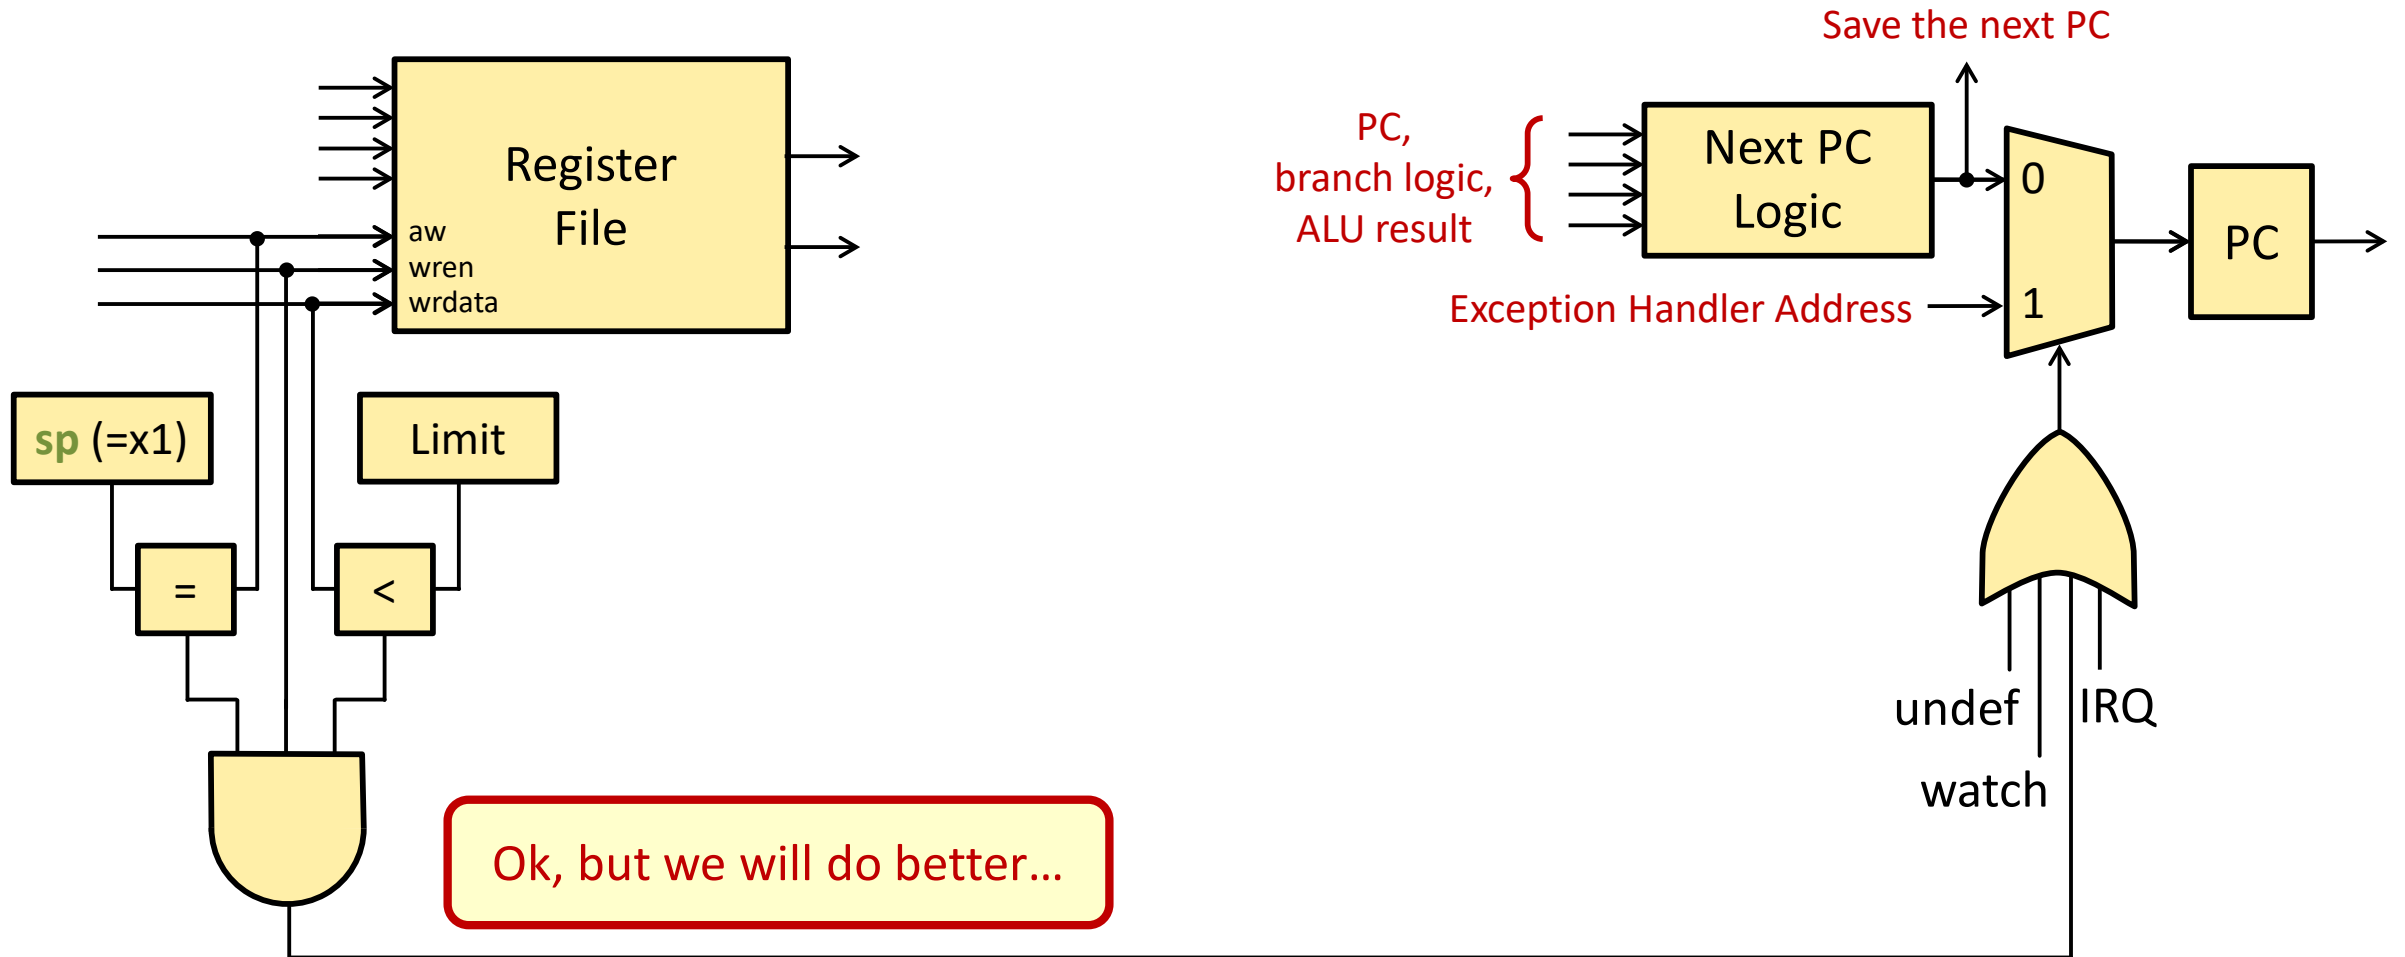 Save the next PC
Register
File
aw
wren
wrdata
PC,
branch logic,
ALU result
Next PC
Logic
0
1
PC
Exception Handler Address
sp (=x1)
Limit
=
<
undef
IRQ
watch
Ok, but we will do better...